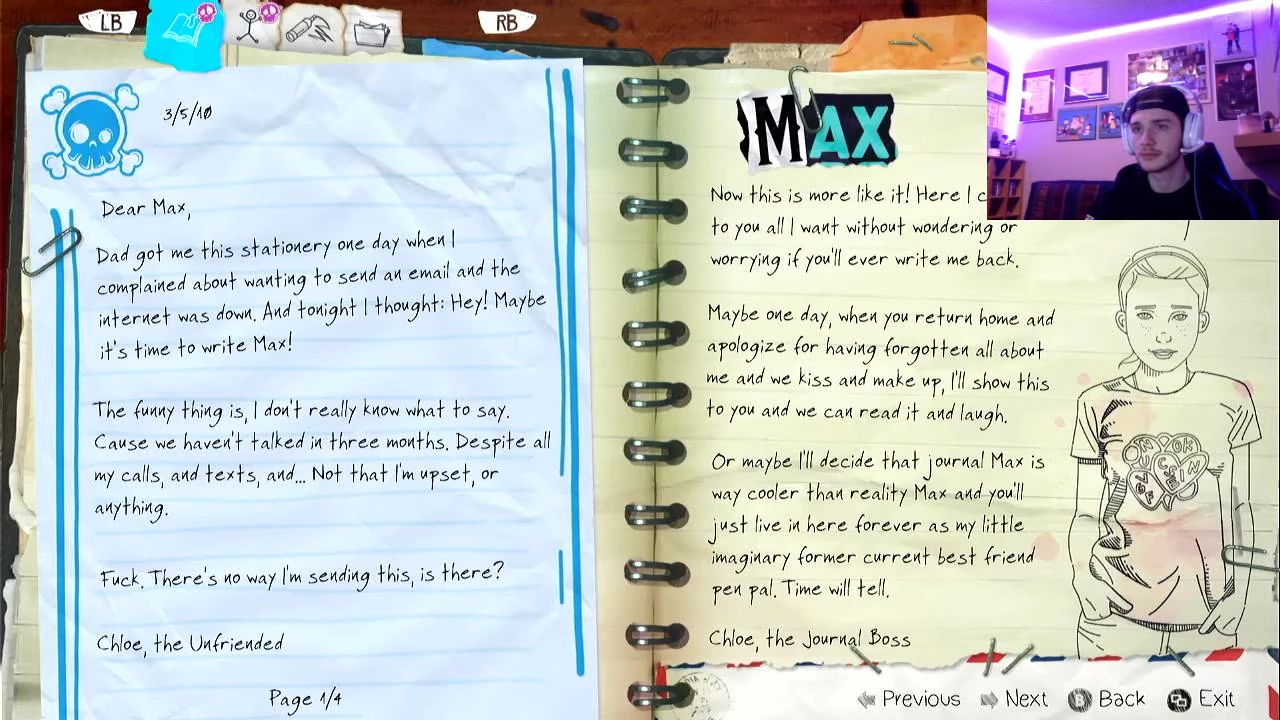 LB
RB
3/5/10
Dear Max,
Dad got me this stationery one day when I
complained about wanting to send an email and the
internet was down. And tonight I thought: Hey! Maybe
it's time to write Max!
The funny thing is, I don't really know what to say.
Cause we haven't talked in three months. Despite all
my calls, and texts, and... Not that I'm upset, or
anything.
Fuck. There's no way I'm sending this, is there?
Chloe, the Unfriended
Page 1/4
MAX
Now this is more like it! Here I
to you all I want without wondering or
worrying if you'll ever write me back.
Maybe one day, when you return home and
apologize for having forgotten all about
me and we kiss and make up, I'll show this
to you and we can read it and laugh.
Or maybe I'll decide that journal Max is
way cooler than reality Max and you'll
just live in here forever as my little
imaginary former current best friend
pen pal. Time will tell.
Chloe, the Journal Boss
Previous
Next
B
Back
Exit